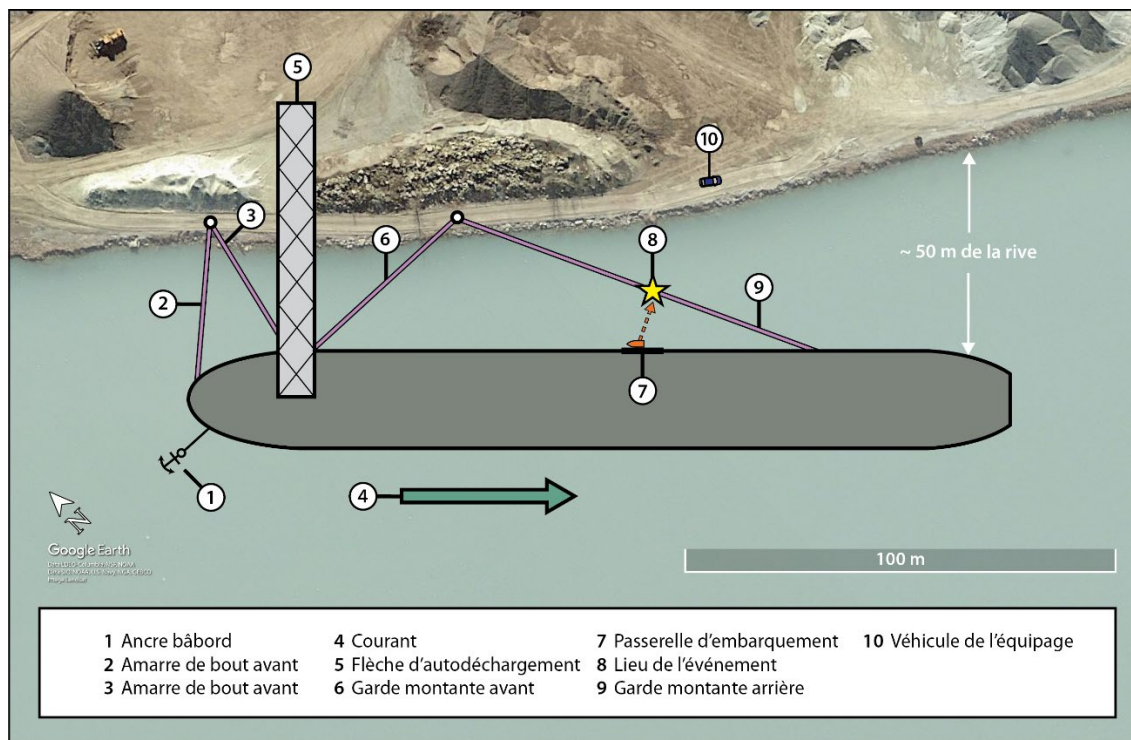 5
10
3
6
8
~ 50 m de la rive
2
9
7
1
4
N
Google Earth
100 m
1 Ancre bâbord
2 Amarre de bout avant
3 Amarre de bout avant
4 Courant
5 Flèche d'autodéchargement
6 Garde montante avant
7 Passerelle d'embarquement
8 Lieu de l'événement
9 Garde montante arrière
10 Véhicule de l'équipage